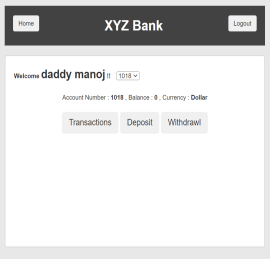 Home XYZ Bank Logout
Welcome daddy manoj !! 1018
Account Number : 1018 , Balance : 0 , Currency : Dollar
Transactions Deposit Withdrawl